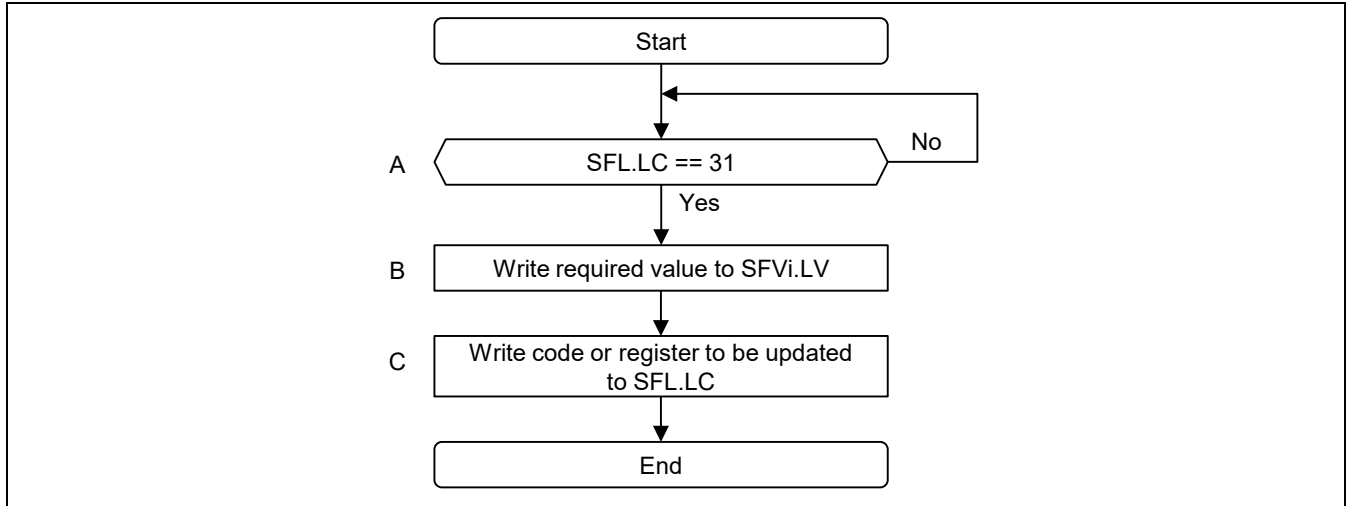 Start
No
A
SFL.LC == 31
Yes
B
Write required value to SFVi.LV
C
Write code or register to be updated
to SFL.LC
End